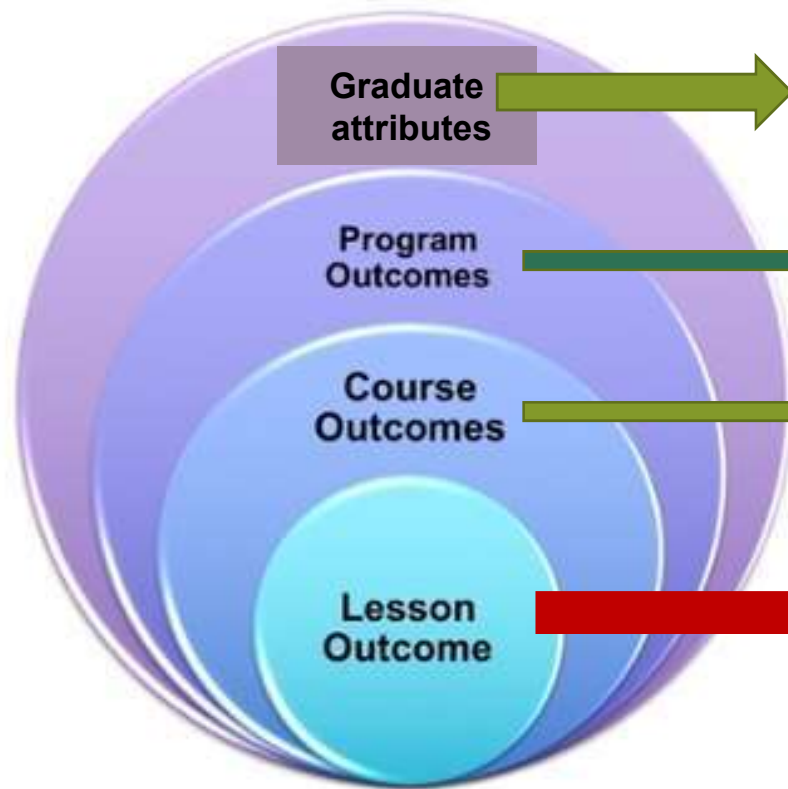 Graduate
attributes
Program
Outcomes
Course
Outcomes
Lesson
Outcome